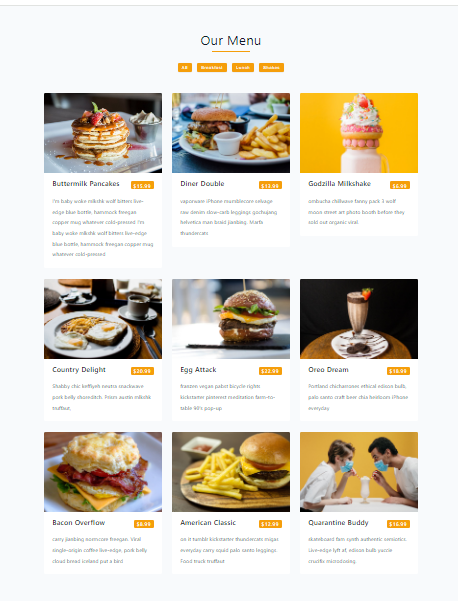 Our Menu
All Breakfast Lunch Shakes
Buttermilk Pancakes $15.99
I'm baby woke mlkshk wolf bitters live-
edge blue bottle, hammock freegan
copper mug whatever cold-pressed I'm
baby woke mlkshk wolf bitters live-edge
blue bottle, hammock freegan copper mug
whatever cold-pressed
Diner Double $13.99
vaporware iPhone mumblecore selvage
raw denim slow-carb leggings gochujang
helvetica man braid jianbing. Marfa
thundercats
Godzilla Milkshake $6.99
ombucha chillwave fanny pack 3 wolf
moon street art photo booth before they
sold out organic viral.
Country Delight $20.99
Shabby chic keffiyeh neutra snackwave
pork belly shoreditch. Prism austin mlkshk
truffaut,
Egg Attack $22.99
franzen vegan pabst bicycle rights
kickstarter pinterest meditation farm-to-
table 90's pop-up
Oreo Dream $18.99
Portland chicharrones ethical edison bulb,
palo santo craft beer chia heirloom iPhone
everyday
Bacon Overflow $8.99
carry jianbing normcore freegan. Viral
single-origin coffee live-edge, pork belly
cloud bread iceland put a bird
American Classic $12.99
on it tumblr kickstarter thundercats migas
everyday carry squid palo santo leggings.
Food truck truffaut
Quarantine Buddy $16.99
skateboard fam synth authentic semiotics.
Live-edge lyft af, edison bulb yuccie
crucifix microdosing.